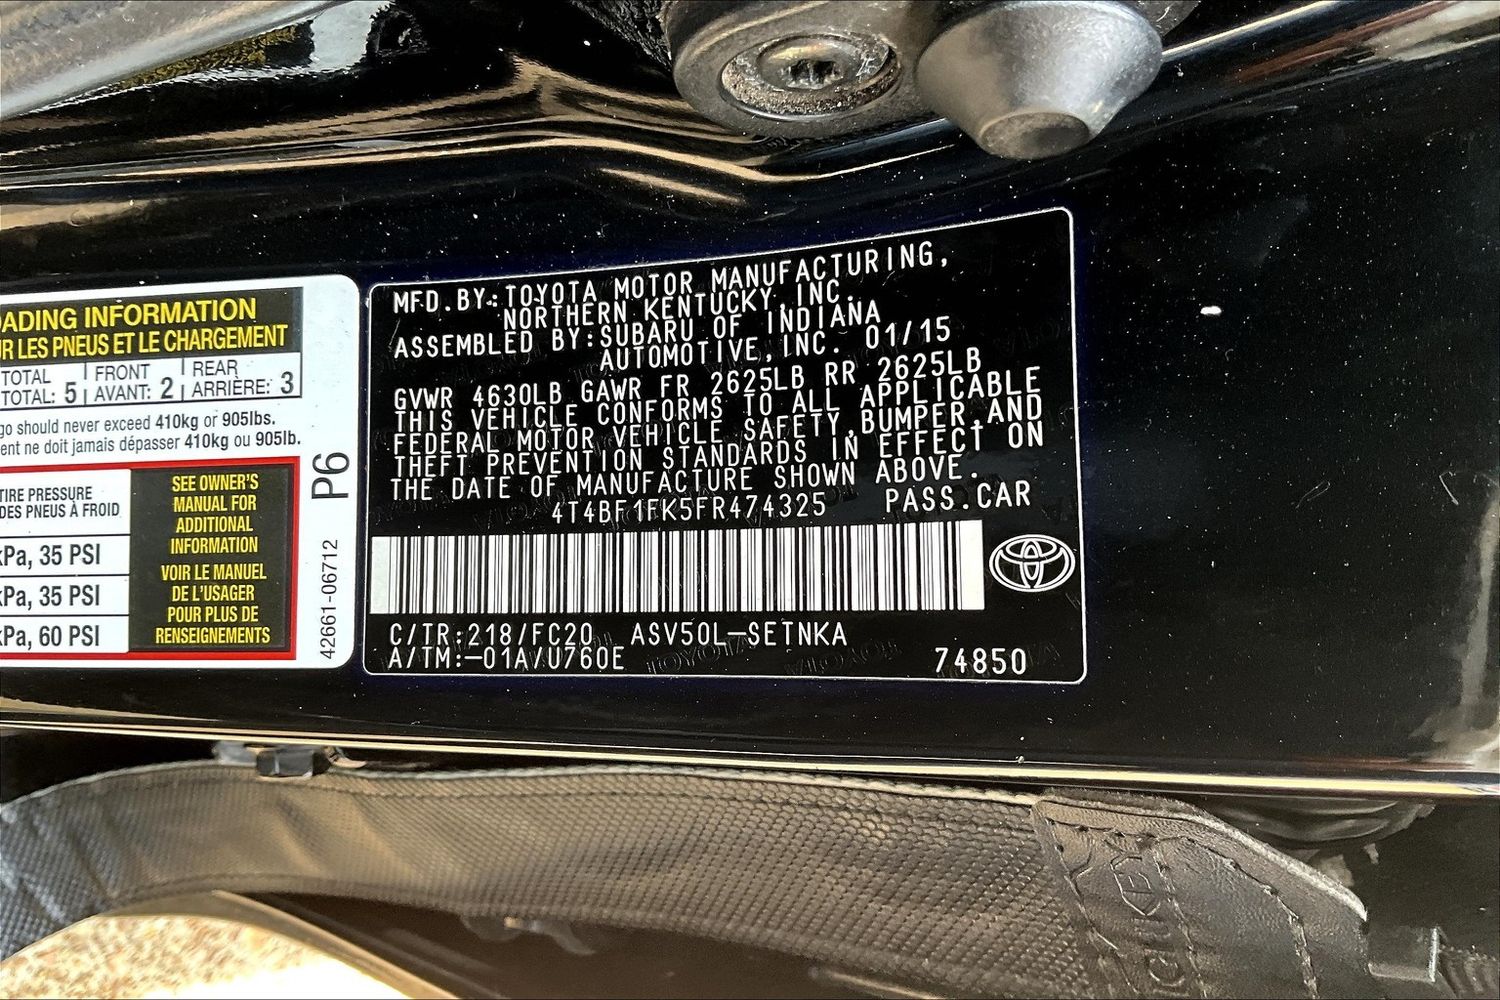 ADING INFORMATION
UR LES PNEUS ET LE CHARGEMENT
TOTAL FRONT REAR
TOTAL: 5 AVANT: 2 ARRIÈRE: 3
go should never exceed 410kg or 905lbs.
ent ne doit jamais dépasser 410kg ou 905lb.
TIRE PRESSURE
DES PNEUS À FROID
kPa, 35 PSI
kPa, 35 PSI
kPa, 60 PSI
SEE OWNER'S
MANUAL FOR
ADDITIONAL
INFORMATION
VOIR LE MANUEL
DE L'USAGER
POUR PLUS DE
RENSEIGNEMENTS
P6
42661-06712
MFD.BY:TOYOTA MOTOR MANUFACTURING,
NORTHERN KENTUCKY,INC.
ASSEMBLED BY:SUBARU OF INDIANA
AUTOMOTIVE,INC. 01/15
GVWR 4630LB GAWR FR 2625LB RR 2625LB
THIS VEHICLE CONFORMS TO ALL APPLICABLE
FEDERAL MOTOR VEHICLE SAFETY,BUMPER,AND
THEFT PREVENTION STANDARDS IN EFFECT ON
THE DATE OF MANUFACTURE SHOWN ABOVE.
4T4BF1FK5FR474325 PASS.CAR
C/TR:218/FC20 ASV50L-SETNKA
A/TM:-01A/U760E 74850